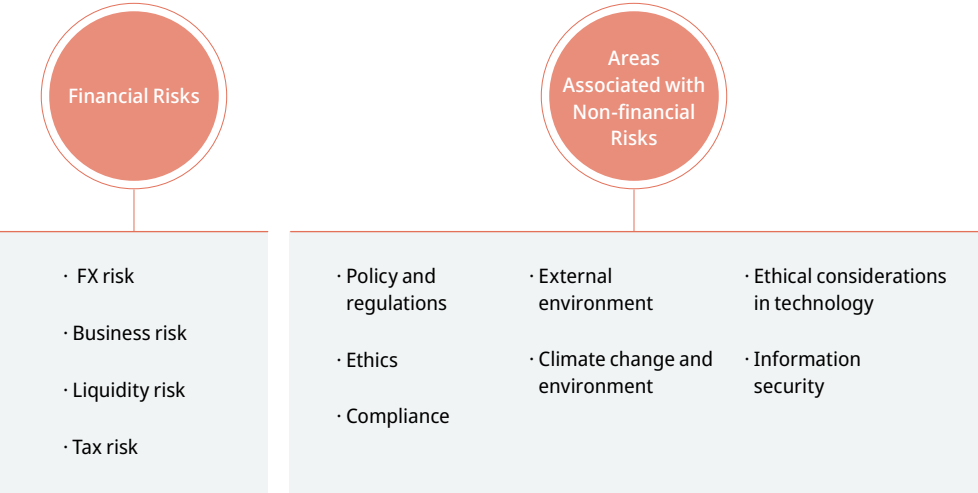 Financial Risks
Areas
Associated with
Non-financial
Risks
· FX risk
· Business risk
· Liquidity risk
· Tax risk
· Policy and
regulations
· Ethics
· Compliance
· External
environment
· Climate change and
environment
· Ethical considerations
in technology
· Information
security